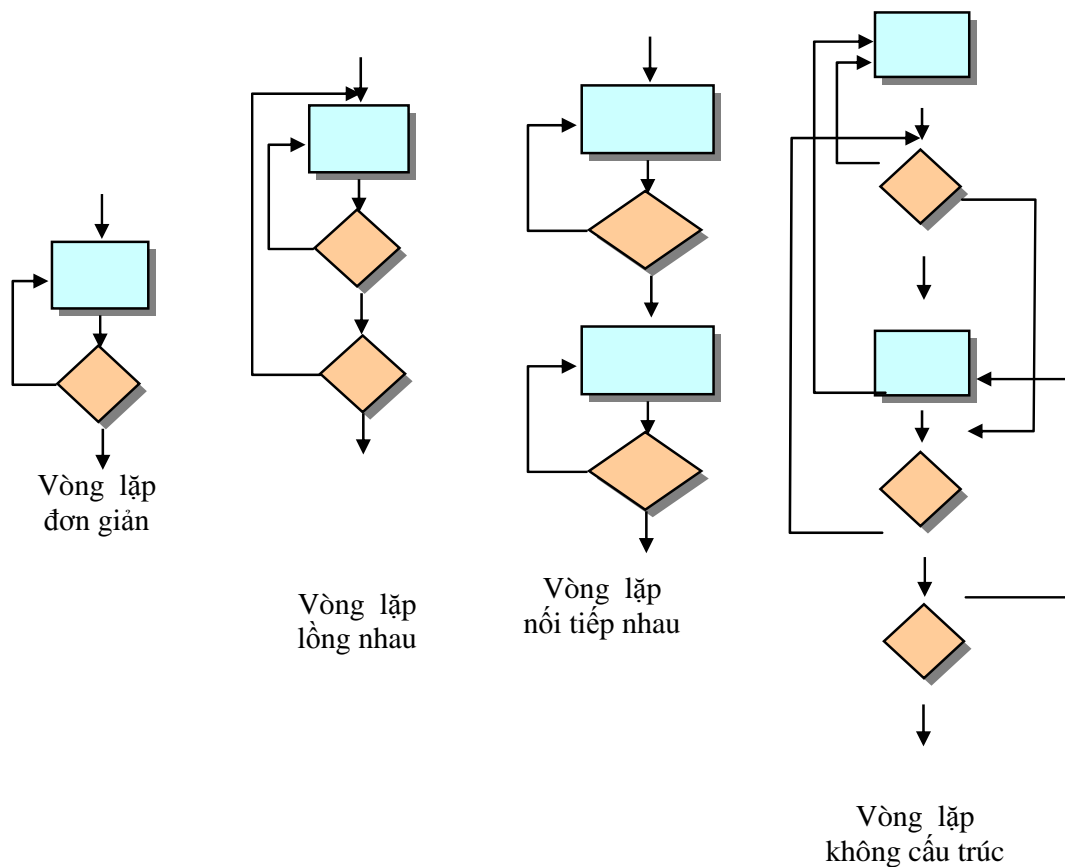 Vòng lặp
đơn giản
Vòng lặp
lồng nhau
Vòng lặp
nối tiếp nhau
Vòng lặp
không cấu trúc